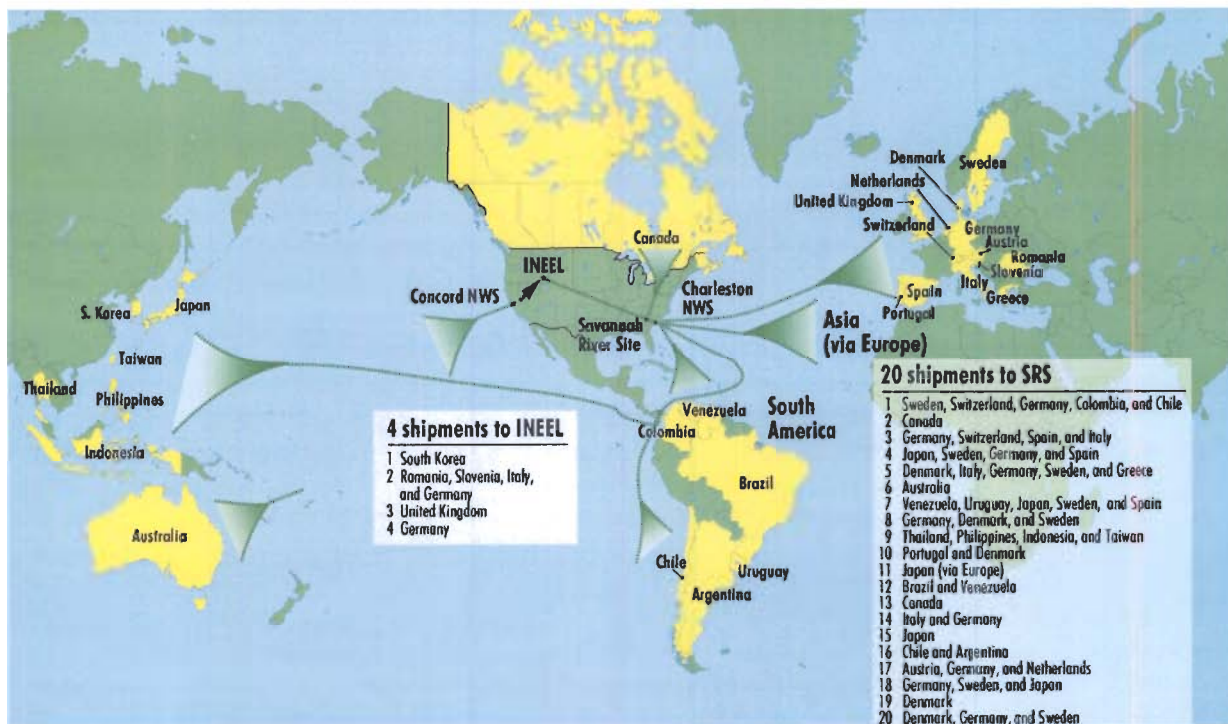 Denmark
Sweden
Netherlands
United Kingdom
Switzerland
Germany
Austria
Romania
Slovenia
Italy
Greece
Spain
Portugal
Canada
INEEL
Concord NWS
Charleston
NWS
Savannah
River Site
Asia
(via Europe)
S. Korea
Japan
Taiwan
Thailand
Philippines
Indonesia
Australia
Venezuela
Colombia
South
America
Brazil
Chile
Uruguay
Argentina
4 shipments to INEEL
1 South Korea
2 Romania, Slovenia, Italy,
and Germany
3 United Kingdom
4 Germany
20 shipments to SRS
1 Sweden, Switzerland, Germany, Colombia, and Chile
2 Canada
3 Germany, Switzerland, Spain, and Italy
4 Japan, Sweden, Germany, and Spain
5 Denmark, Italy, Germany, Sweden, and Greece
6 Australia
7 Venezuela, Uruguay, Japan, Sweden, and Spain
8 Germany, Denmark, and Sweden
9 Thailand, Philippines, Indonesia, and Taiwan
10 Portugal and Denmark
11 Japan (via Europe)
12 Brazil and Venezuela
13 Canada
14 Italy and Germany
15 Japan
16 Chile and Argentina
17 Austria, Germany, and Netherlands
18 Germany, Sweden, and Japan
19 Denmark
20 Denmark, Germany, and Sweden